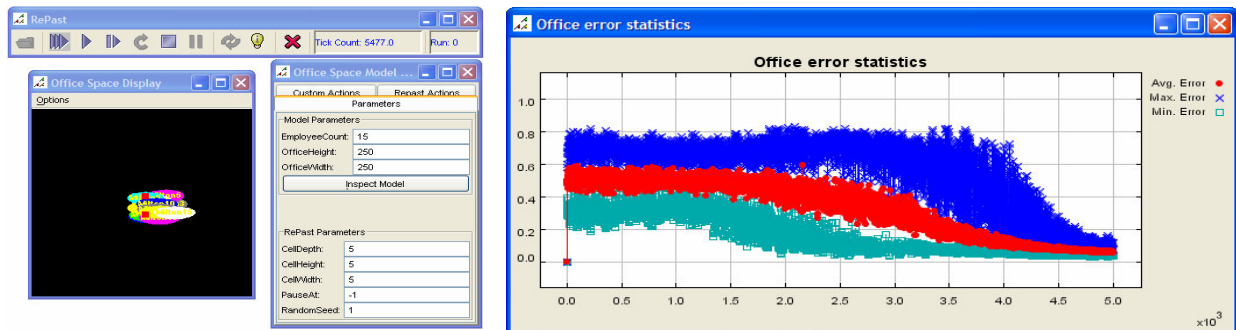 RePast
Tick Count: 5477.0
Run: 0
Office Space Display
Options
Office Space Model ...
Custom Actions
Repast Actions
Parameters
Model Parameters
EmployeeCount: 15
OfficeHeight: 250
OfficeWidth: 250
Inspect Model
RePast Parameters
CellDepth: 5
CellHeight: 5
CellWidth: 5
PauseAt: -1
RandomSeed: 1
Office error statistics
Office error statistics
Avg. Error
Max. Error
Min. Error
1.0
0.8
0.6
0.4
0.2
0.0
0.0 0.5 1.0 1.5 2.0 2.5 3.0 3.5 4.0 4.5 5.0
×10³